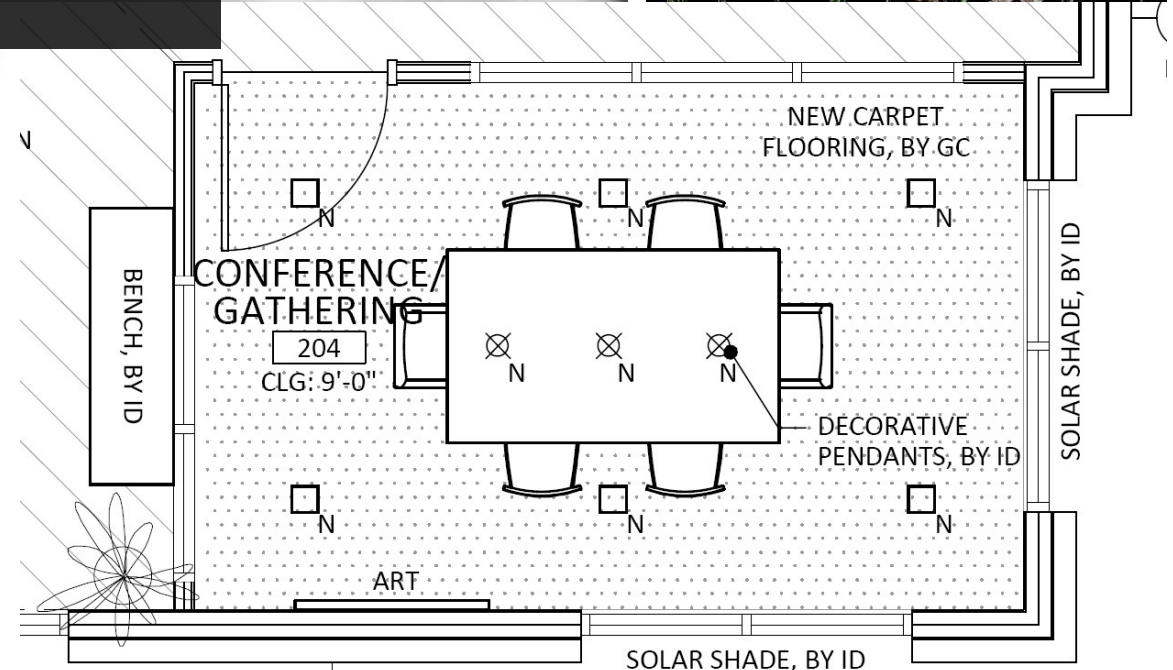 NEW CARPET
FLOORING, BY GC
N
N
N
N
CONFERENCE/
GATHERING
204
CLG: 9'-0"
BENCH, BY ID
N
N
N
DECORATIVE
PENDANTS, BY ID
SOLAR SHADE, BY ID
N
N
N
ART
SOLAR SHADE, BY ID